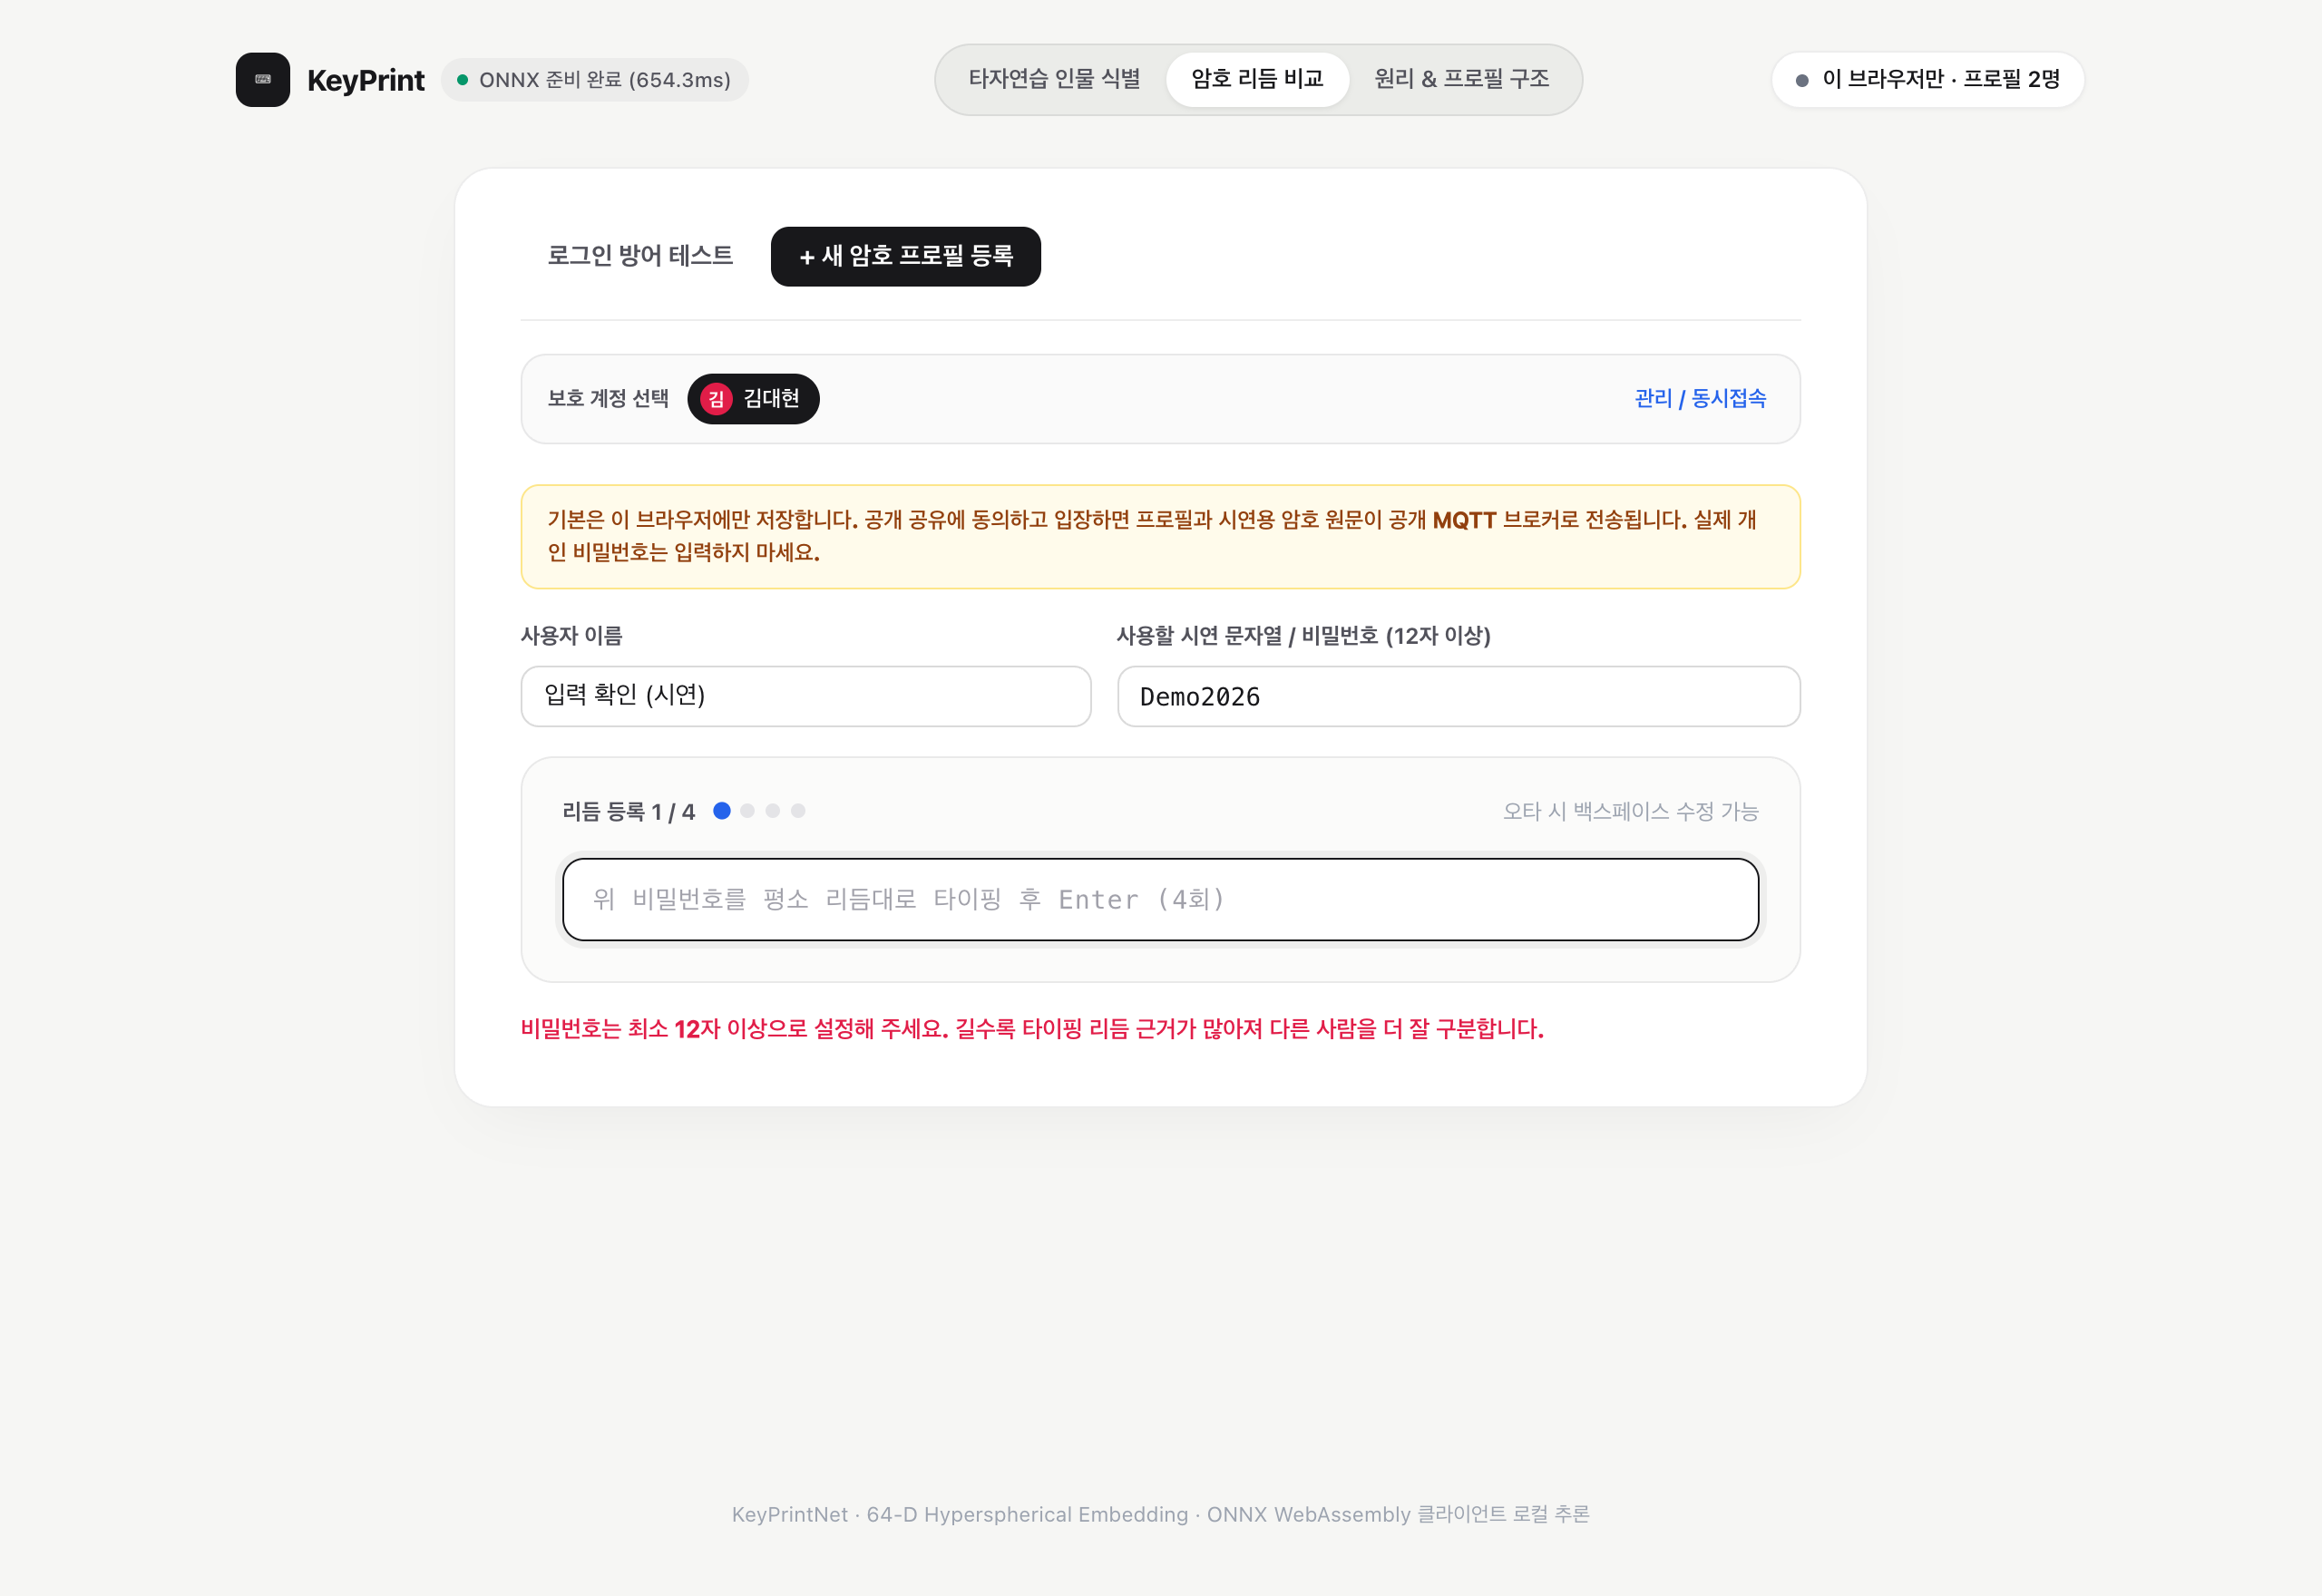 KeyPrint
ONNX 준비 완료 (654.3ms)
타자연습 인물 식별
암호 리듬 비교
원리 & 프로필 구조
이 브라우저만 · 프로필 2명
로그인 방어 테스트
+ 새 암호 프로필 등록
보호 계정 선택
김
김대현
관리 / 동시접속
기본은 이 브라우저에만 저장합니다. 공개 공유에 동의하고 입장하면 프로필과 시연용 암호 원문이 공개 MQTT 브로커로 전송됩니다. 실제 개
인 비밀번호는 입력하지 마세요.
사용자 이름
사용할 시연 문자열 / 비밀번호 (12자 이상)
입력 확인 (시연)
Demo2026
리듬 등록 1 / 4
오타 시 백스페이스 수정 가능
위 비밀번호를 평소 리듬대로 타이핑 후 Enter (4회)
비밀번호는 최소 12자 이상으로 설정해 주세요. 길수록 타이핑 리듬 근거가 많아져 다른 사람을 더 잘 구분합니다.
KeyPrintNet · 64-D Hyperspherical Embedding · ONNX WebAssembly 클라이언트 로컬 추론